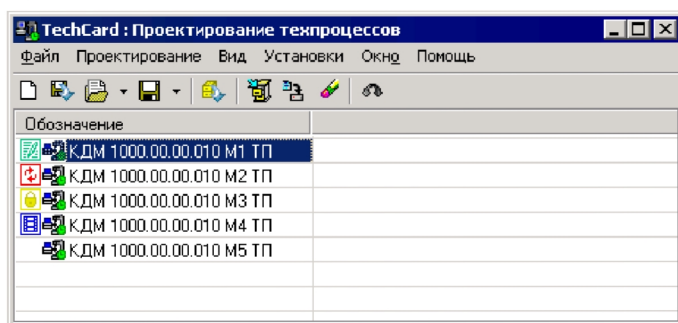 TechCard : Проектирование техпроцессов
Файл Проектирование Вид Установки Окно Помощь
Обозначение
КДМ 1000.00.00.010 М1 ТП
КДМ 1000.00.00.010 М2 ТП
КДМ 1000.00.00.010 М3 ТП
КДМ 1000.00.00.010 М4 ТП
КДМ 1000.00.00.010 М5 ТП